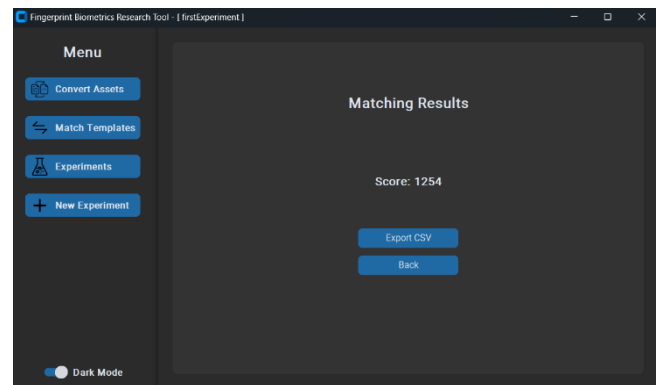 Fingerprint Biometrics Research Tool - [ firstExperiment ]
Menu
Convert Assets
Match Templates
Experiments
New Experiment
Dark Mode
Matching Results
Score: 1254
Export CSV
Back